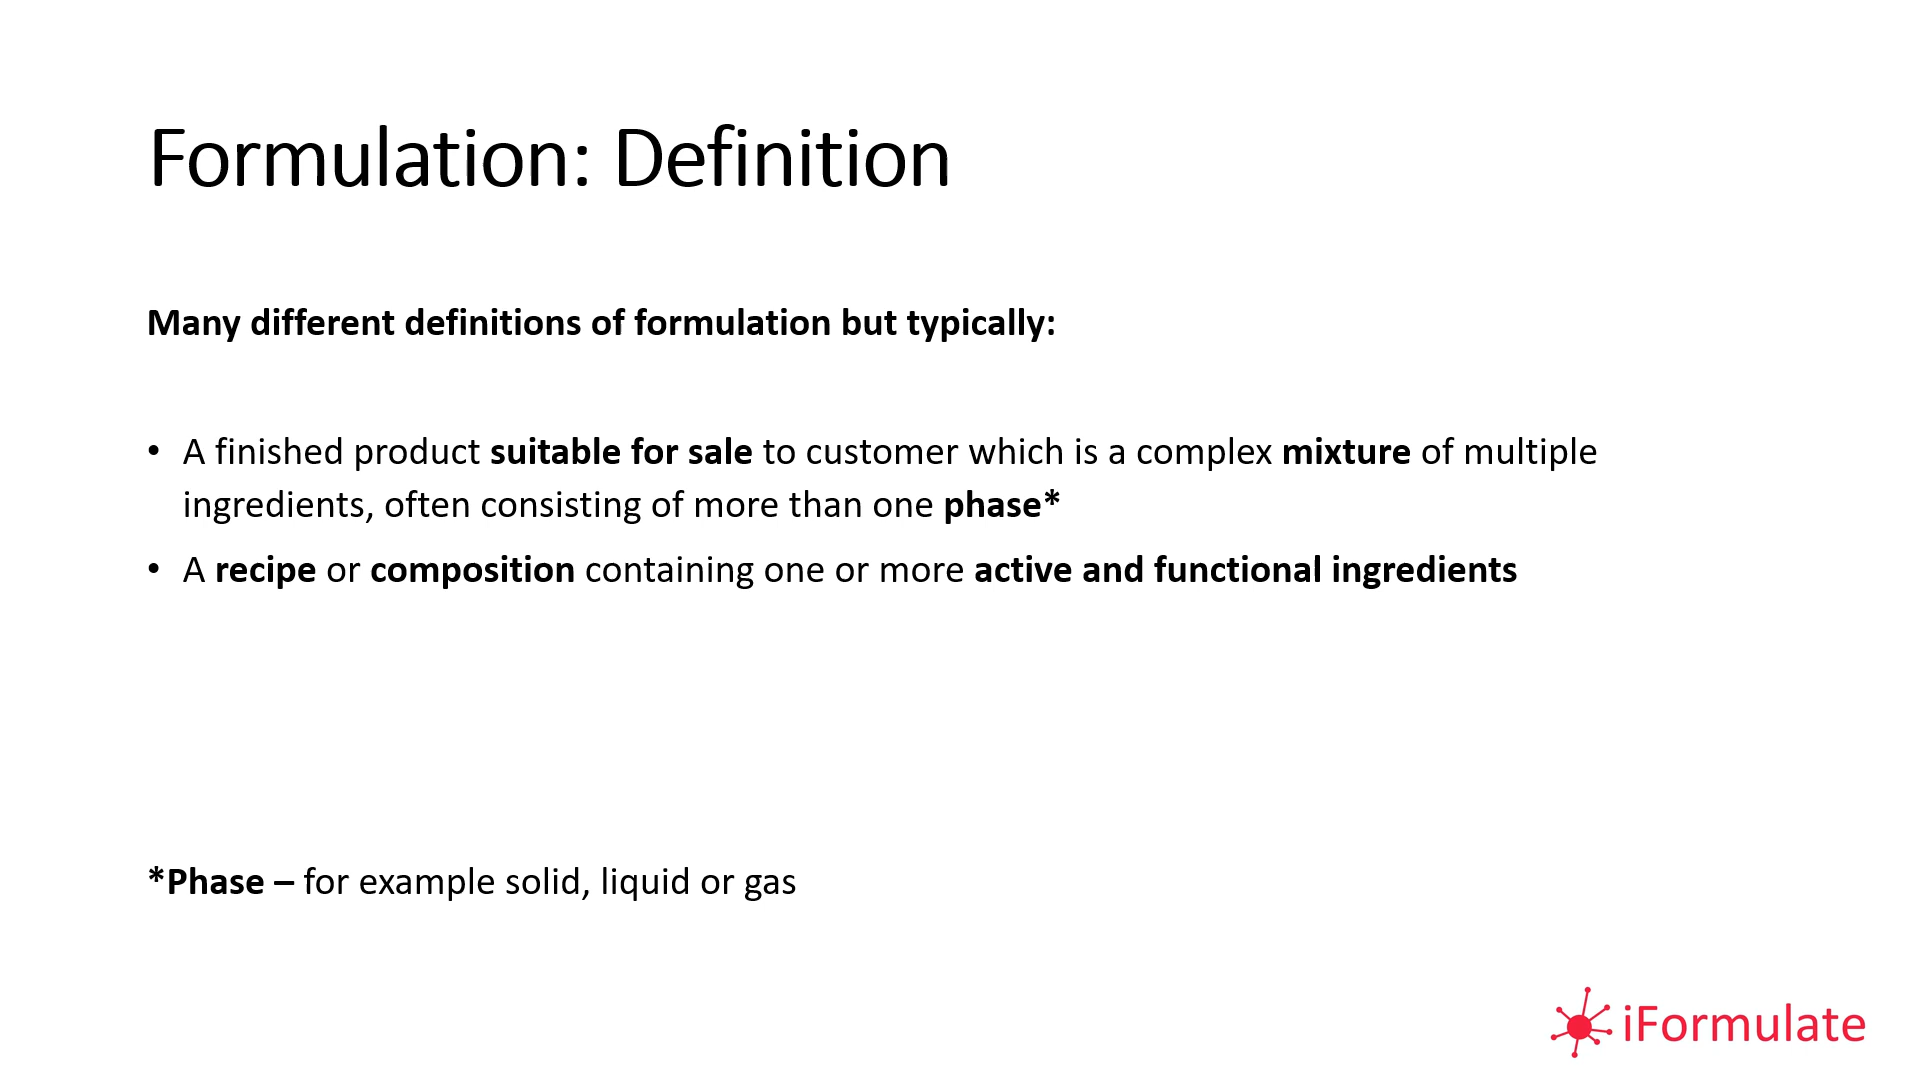 Formulation: Definition
Many different definitions of formulation but typically:
• A finished product suitable for sale to customer which is a complex mixture of multiple
ingredients, often consisting of more than one phase*
• A recipe or composition containing one or more active and functional ingredients
*Phase – for example solid, liquid or gas
iFormulate